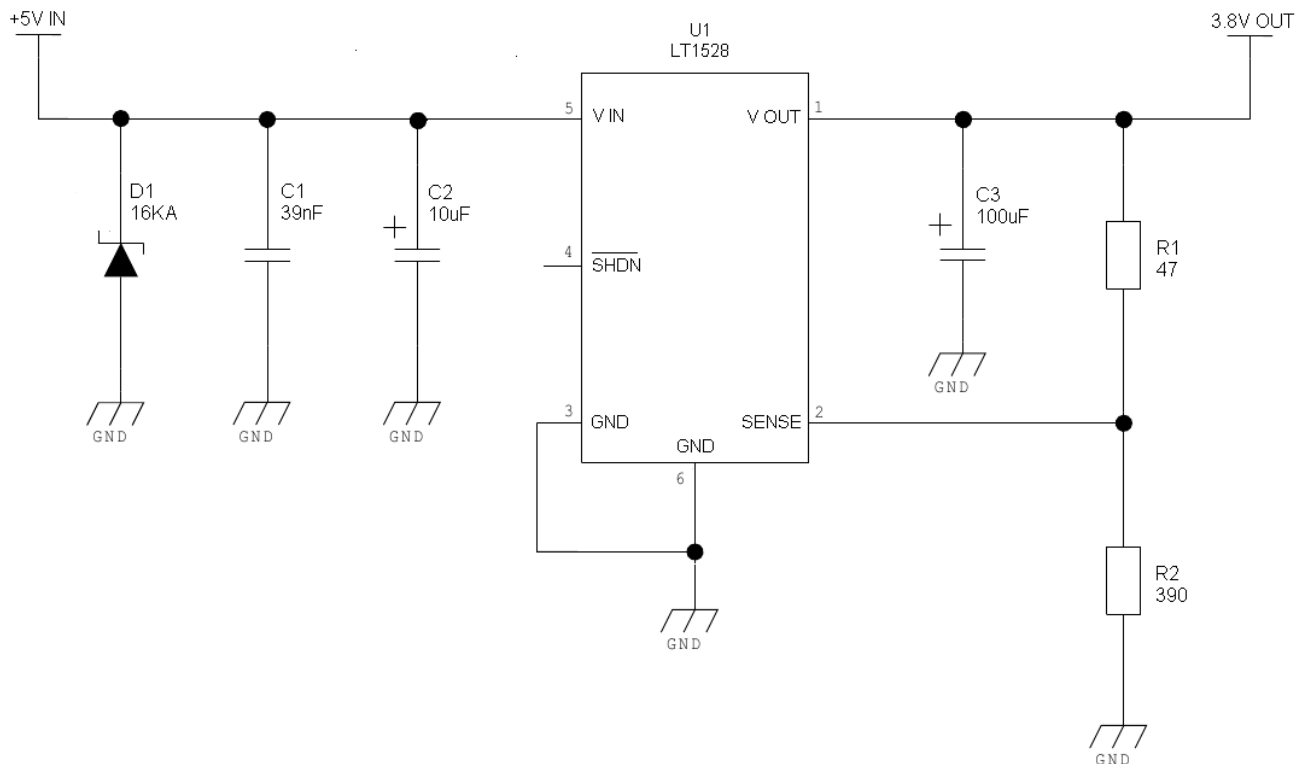 +5V IN
3.8V OUT
U1
LT1528
5
V IN
V OUT
1
D1
16KA
C1
39nF
C2
10uF
+
C3
100uF
+
4
SHDN
R1
47
GND
3
GND
SENSE
2
GND
6
GND
GND
GND
R2
390
GND
GND